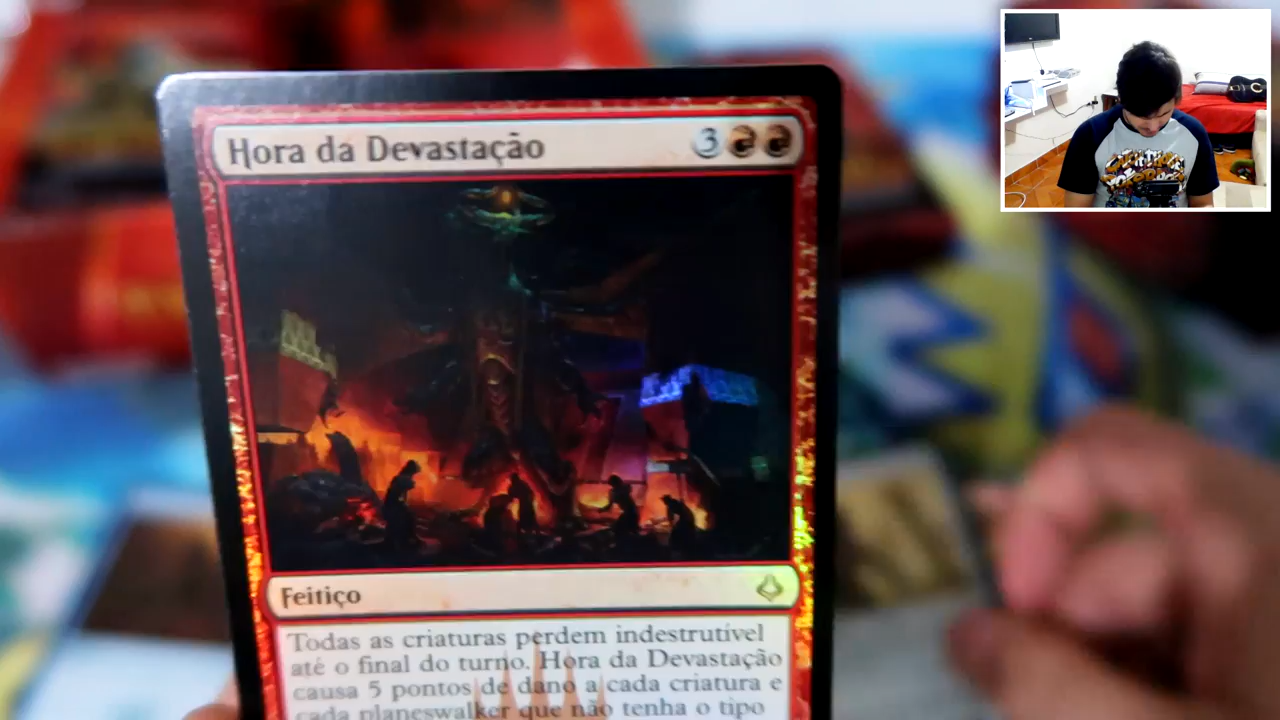 Hora da Devastação 3
Feitiço
Todas as criaturas perdem indestrutível
até o final do turno. Hora da Devastação
causa 5 pontos de dano a cada criatura e
cada planeswalker que não tenha o tipo